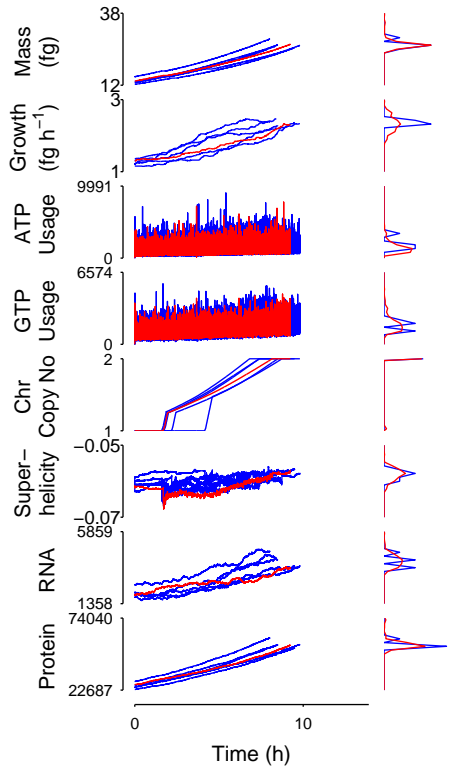 38
Mass
(fg)
12
3
Growth
(fg h⁻¹)
1
9991
ATP
Usage
0
6574
GTP
Usage
0
2
Chr
Copy No
1
−0.05
Super−
helicity
−0.07
5859
RNA
1358
74040
Protein
22687
0 10
Time (h)